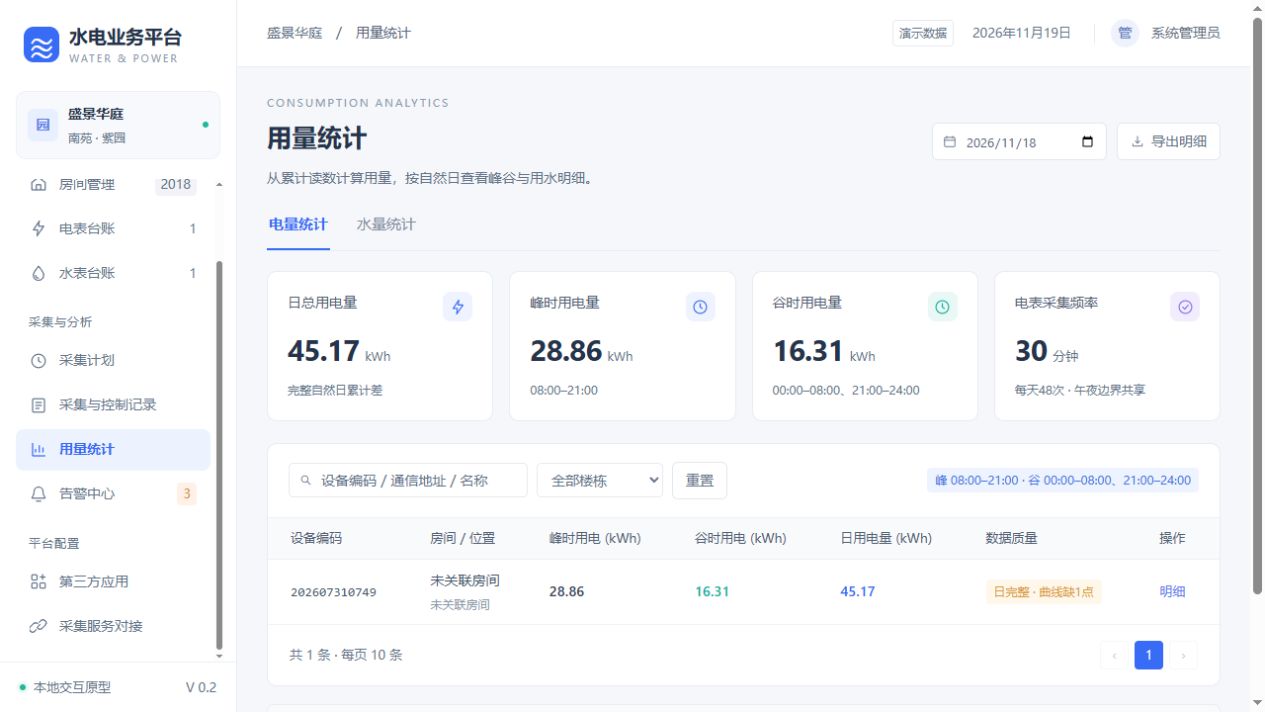 水电业务平台
WATER & POWER
园
盛景华庭
南苑 · 紫园
房间管理 2018
电表台账 1
水表台账 1
采集与分析
采集计划
采集与控制记录
用量统计
告警中心 3
平台配置
第三方应用
采集服务对接
本地交互原型 V 0.2
盛景华庭 / 用量统计
演示数据 2026年11月19日 管 系统管理员
CONSUMPTION ANALYTICS
用量统计
2026/11/18 导出明细
从累计读数计算用量，按自然日查看峰谷与用水明细。
电量统计 水量统计
日总用电量
45.17 kWh
完整自然日累计差
峰时用电量
28.86 kWh
08:00–21:00
谷时用电量
16.31 kWh
00:00–08:00、21:00–24:00
电表采集频率
30 分钟
每天48次 · 午夜边界共享
设备编码 / 通信地址 / 名称 全部楼栋 重置 峰 08:00–21:00 · 谷 00:00–08:00、21:00–24:00
设备编码 房间 / 位置 峰时用电 (kWh) 谷时用电 (kWh) 日用电量 (kWh) 数据质量 操作
202607310749 未关联房间 28.86 16.31 45.17 日完整 · 曲线缺1点 明细
未关联房间
共 1 条 · 每页 10 条 ‹ 1 ›